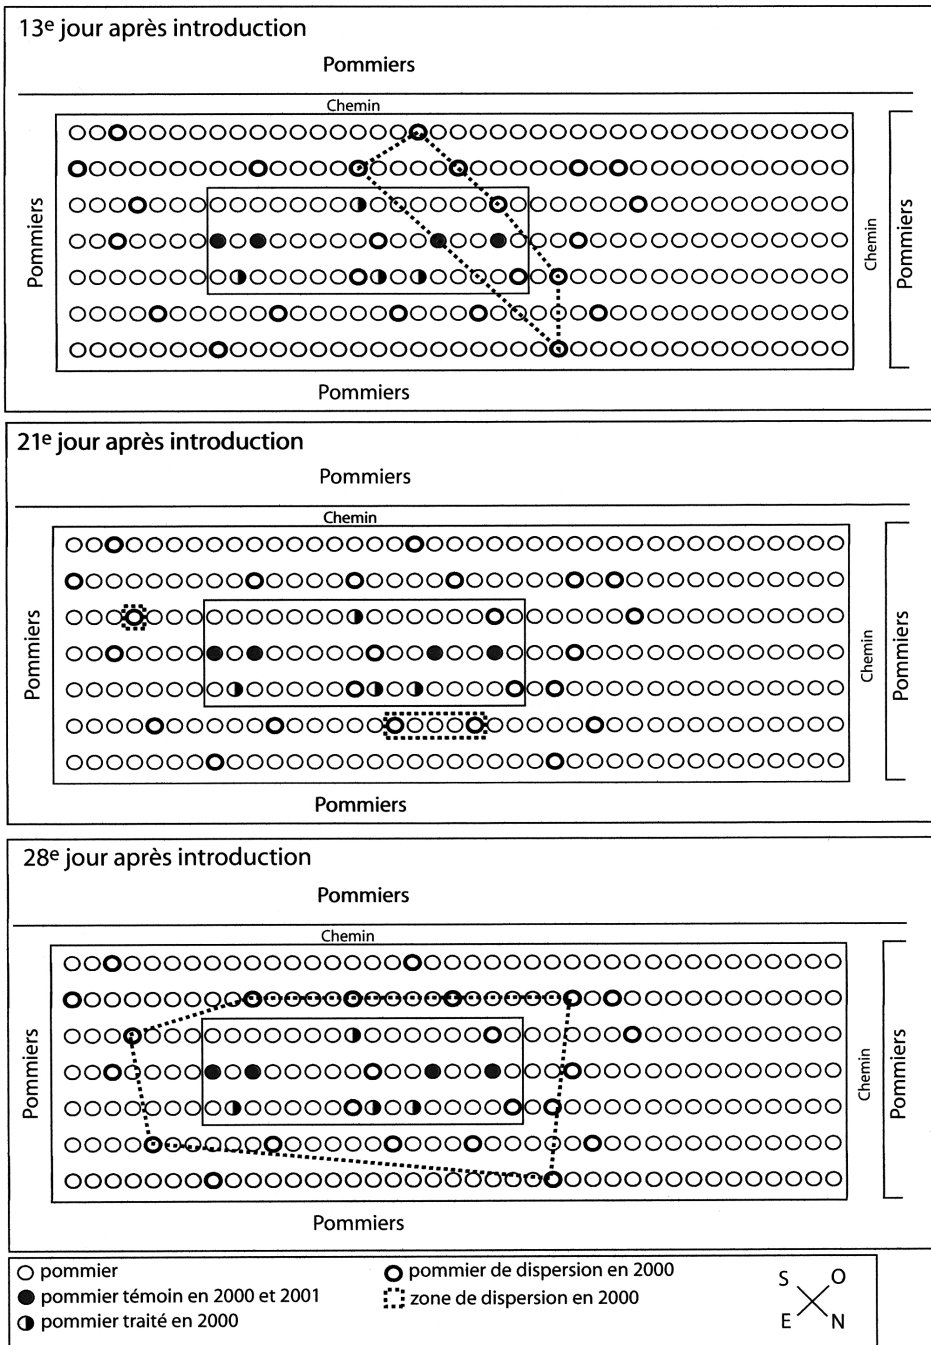 13e jour après introduction
Pommiers
Chemin
Pommiers
Chemin
Pommiers
Pommiers
21e jour après introduction
Pommiers
Chemin
Pommiers
Chemin
Pommiers
Pommiers
28e jour après introduction
Pommiers
Chemin
Pommiers
Chemin
Pommiers
Pommiers
pommier
pommier témoin en 2000 et 2001
pommier traité en 2000
pommier de dispersion en 2000
zone de dispersion en 2000
S O
E N